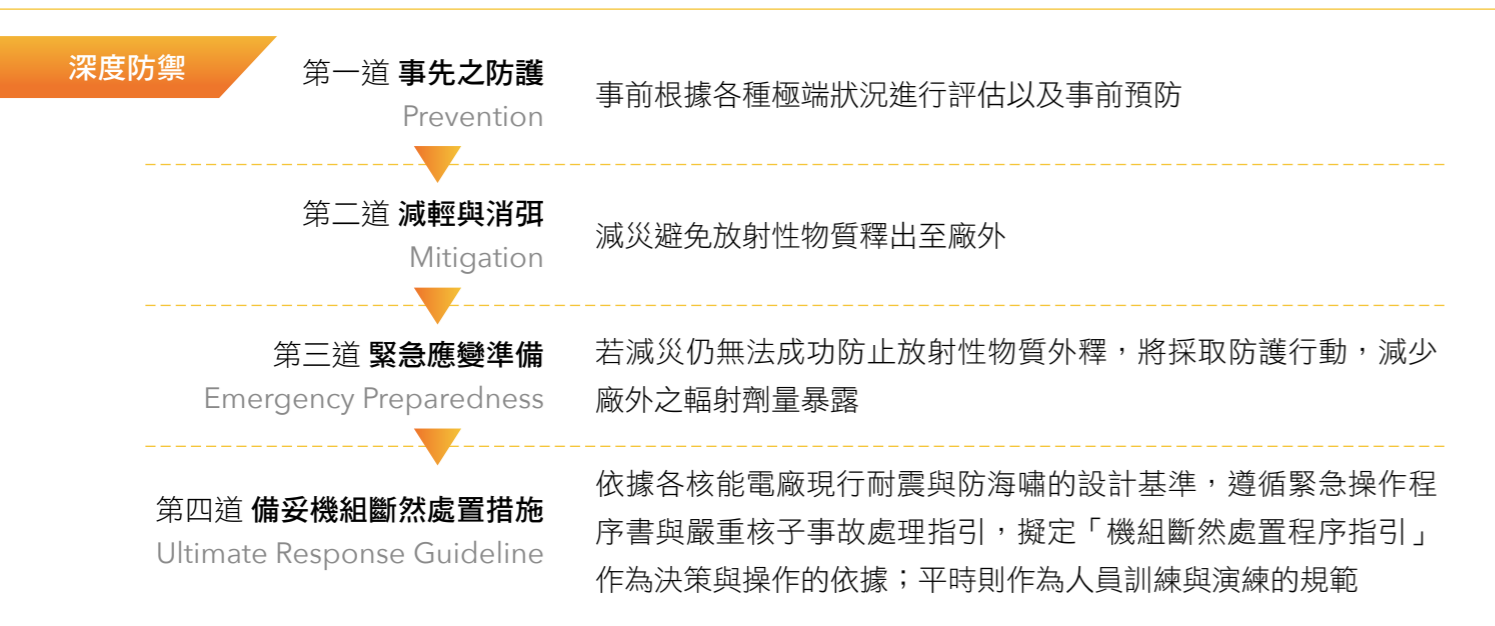 深度防禦
第一道 事先之防護
Prevention
事前根據各種極端狀況進行評估以及事前預防
第二道 減輕與消弭
Mitigation
減災避免放射性物質釋出至廠外
第三道 緊急應變準備
Emergency Preparedness
若減災仍無法成功防止放射性物質外釋，將採取防護行動，減少
廠外之輻射劑量暴露
第四道 備妥機組斷然處置措施
Ultimate Response Guideline
依據各核能電廠現行耐震與防海嘯的設計基準，遵循緊急操作程
序書與嚴重核子事故處理指引，擬定「機組斷然處置程序指引」
作為決策與操作的依據；平時則作為人員訓練與演練的規範